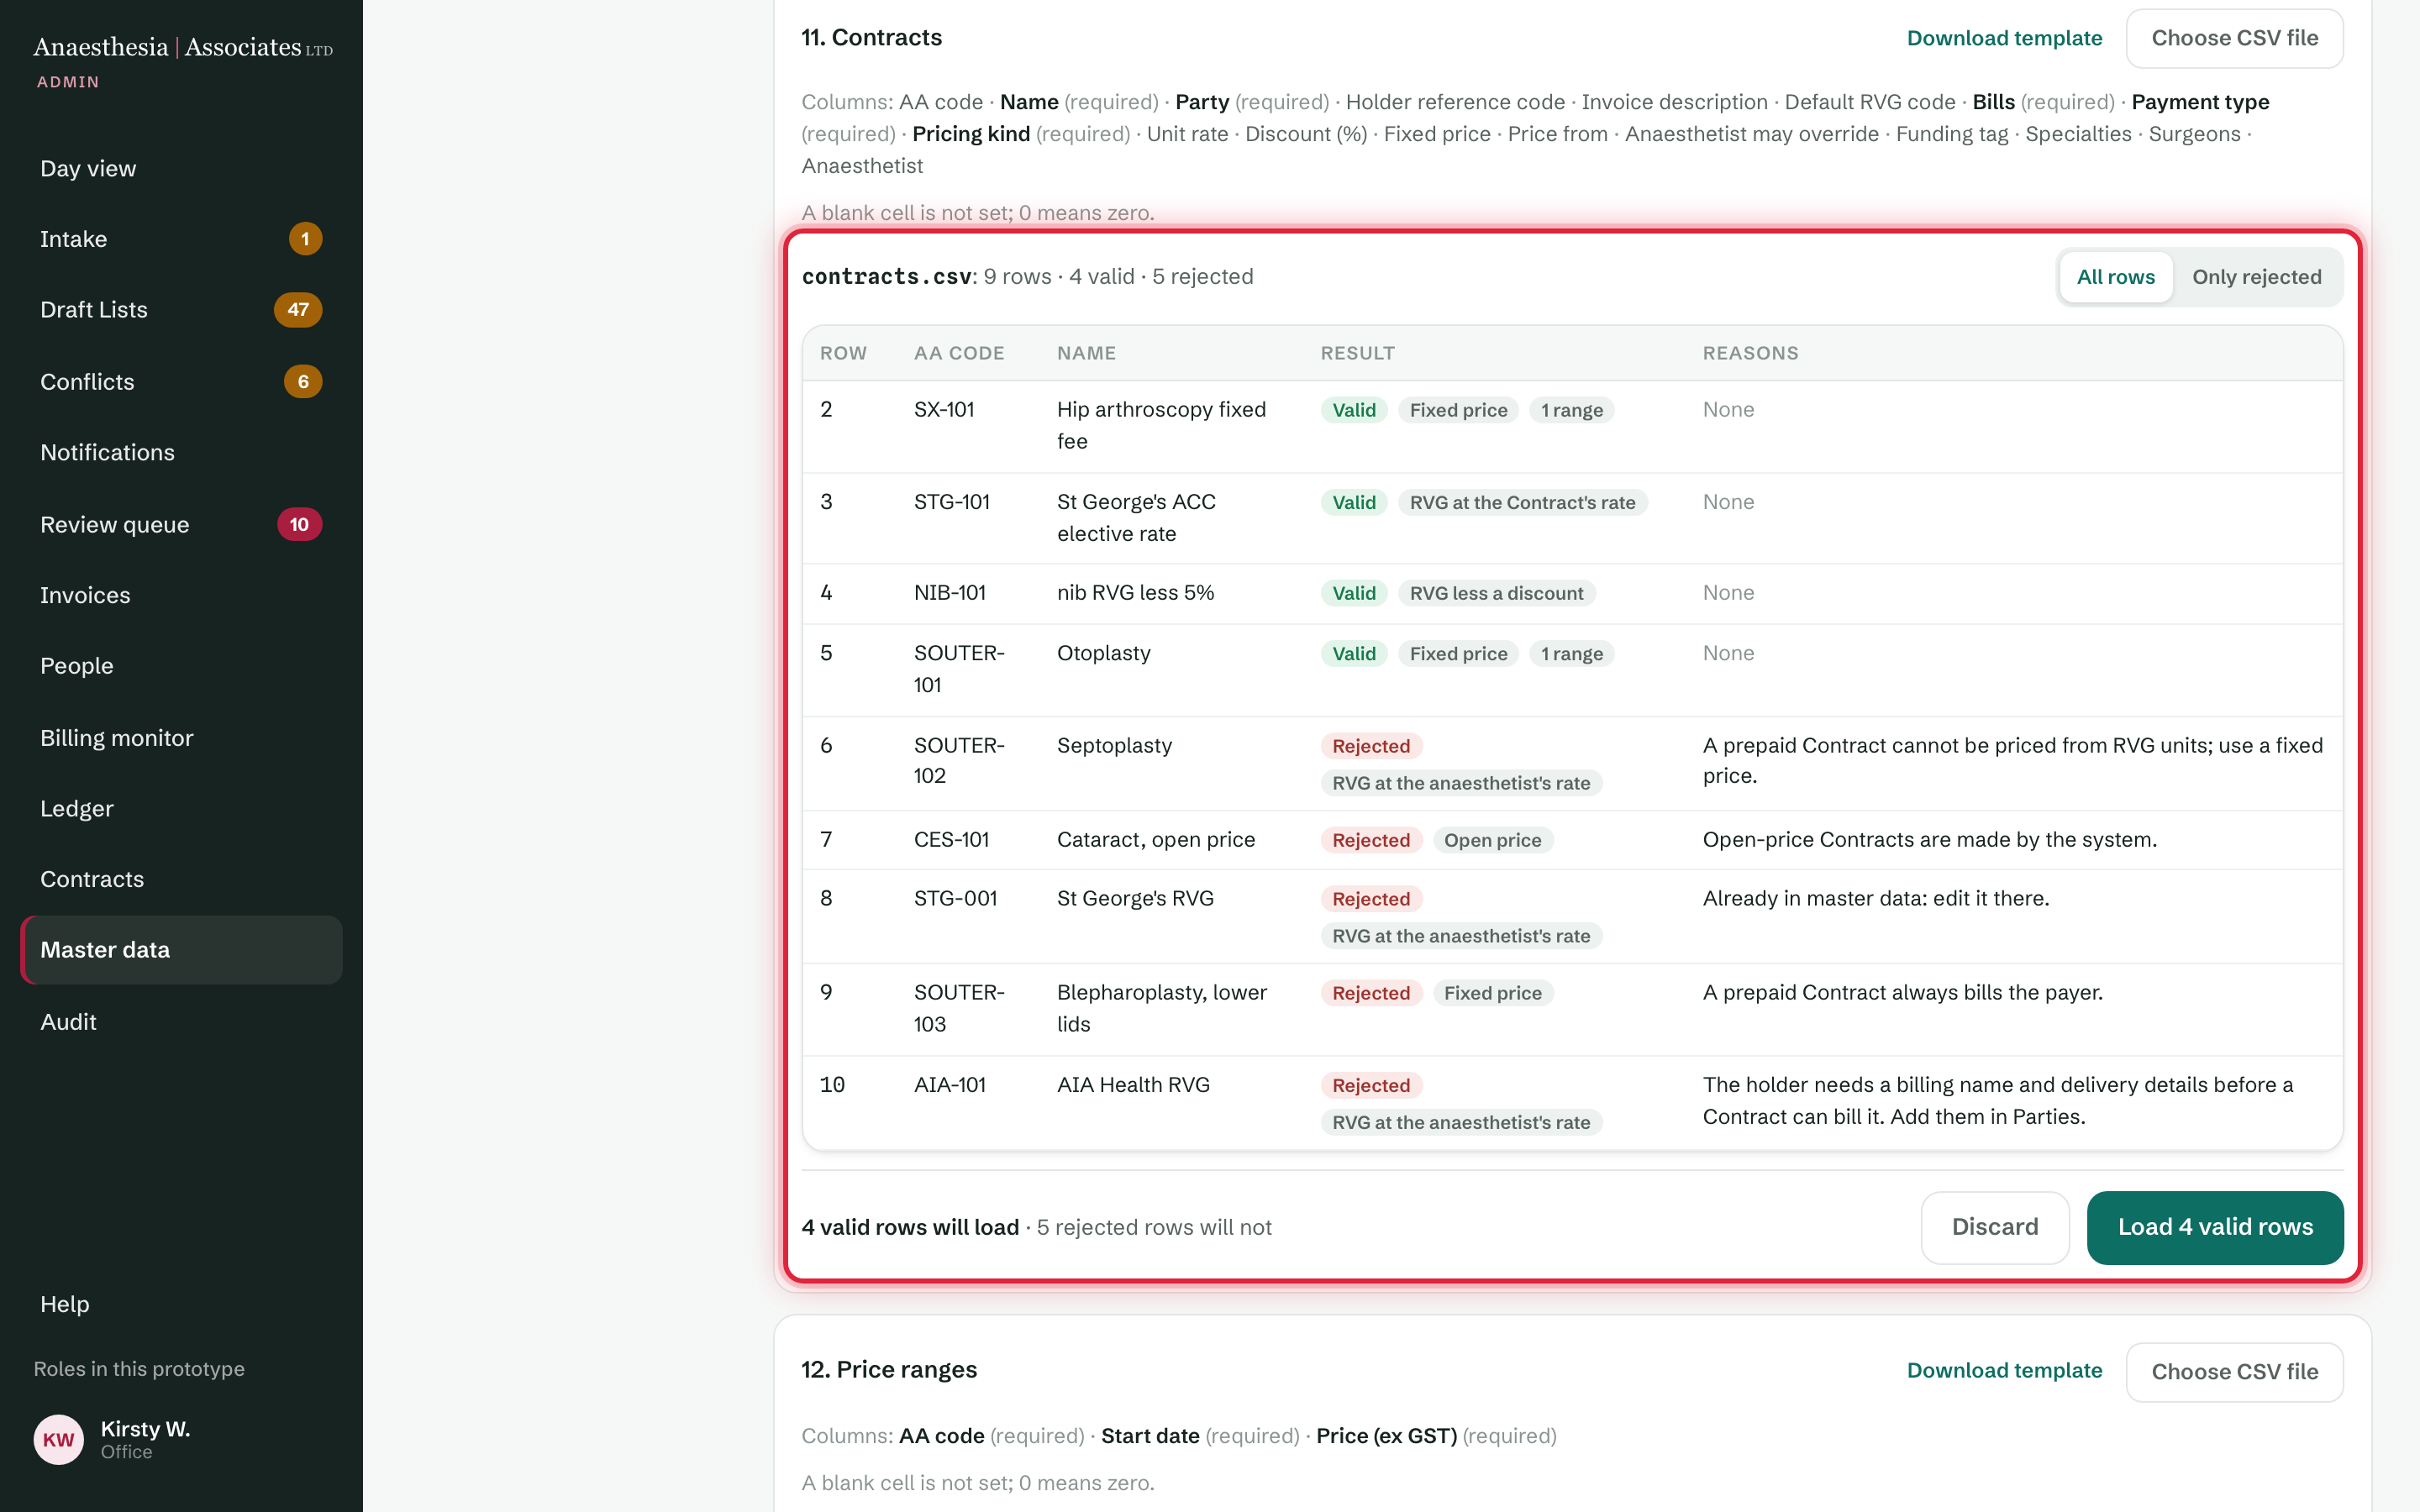 Anaesthesia | Associates LTD
ADMIN
Day view
Intake 1
Draft Lists 47
Conflicts 6
Notifications
Review queue 10
Invoices
People
Billing monitor
Ledger
Contracts
Master data
Audit
Help
Roles in this prototype
KW Kirsty W.
Office
11. Contracts Download template Choose CSV file
Columns: AA code · Name (required) · Party (required) · Holder reference code · Invoice description · Default RVG code · Bills (required) · Payment type
(required) · Pricing kind (required) · Unit rate · Discount (%) · Fixed price · Price from · Anaesthetist may override · Funding tag · Specialties · Surgeons ·
Anaesthetist
A blank cell is not set; 0 means zero.
contracts.csv: 9 rows · 4 valid · 5 rejected All rows Only rejected
ROW AA CODE NAME RESULT REASONS
2 SX-101 Hip arthroscopy fixed Valid Fixed price 1 range None
fee
3 STG-101 St George's ACC Valid RVG at the Contract's rate None
elective rate
4 NIB-101 nib RVG less 5% Valid RVG less a discount None
5 SOUTER- Otoplasty Valid Fixed price 1 range None
101
6 SOUTER- Septoplasty Rejected A prepaid Contract cannot be priced from RVG units; use a fixed
102 RVG at the anaesthetist's rate price.
7 CES-101 Cataract, open price Rejected Open price Open-price Contracts are made by the system.
8 STG-001 St George's RVG Rejected Already in master data: edit it there.
RVG at the anaesthetist's rate
9 SOUTER- Blepharoplasty, lower Rejected Fixed price A prepaid Contract always bills the payer.
103 lids
10 AIA-101 AIA Health RVG Rejected The holder needs a billing name and delivery details before a
RVG at the anaesthetist's rate Contract can bill it. Add them in Parties.
4 valid rows will load · 5 rejected rows will not Discard Load 4 valid rows
12. Price ranges Download template Choose CSV file
Columns: AA code (required) · Start date (required) · Price (ex GST) (required)
A blank cell is not set; 0 means zero.